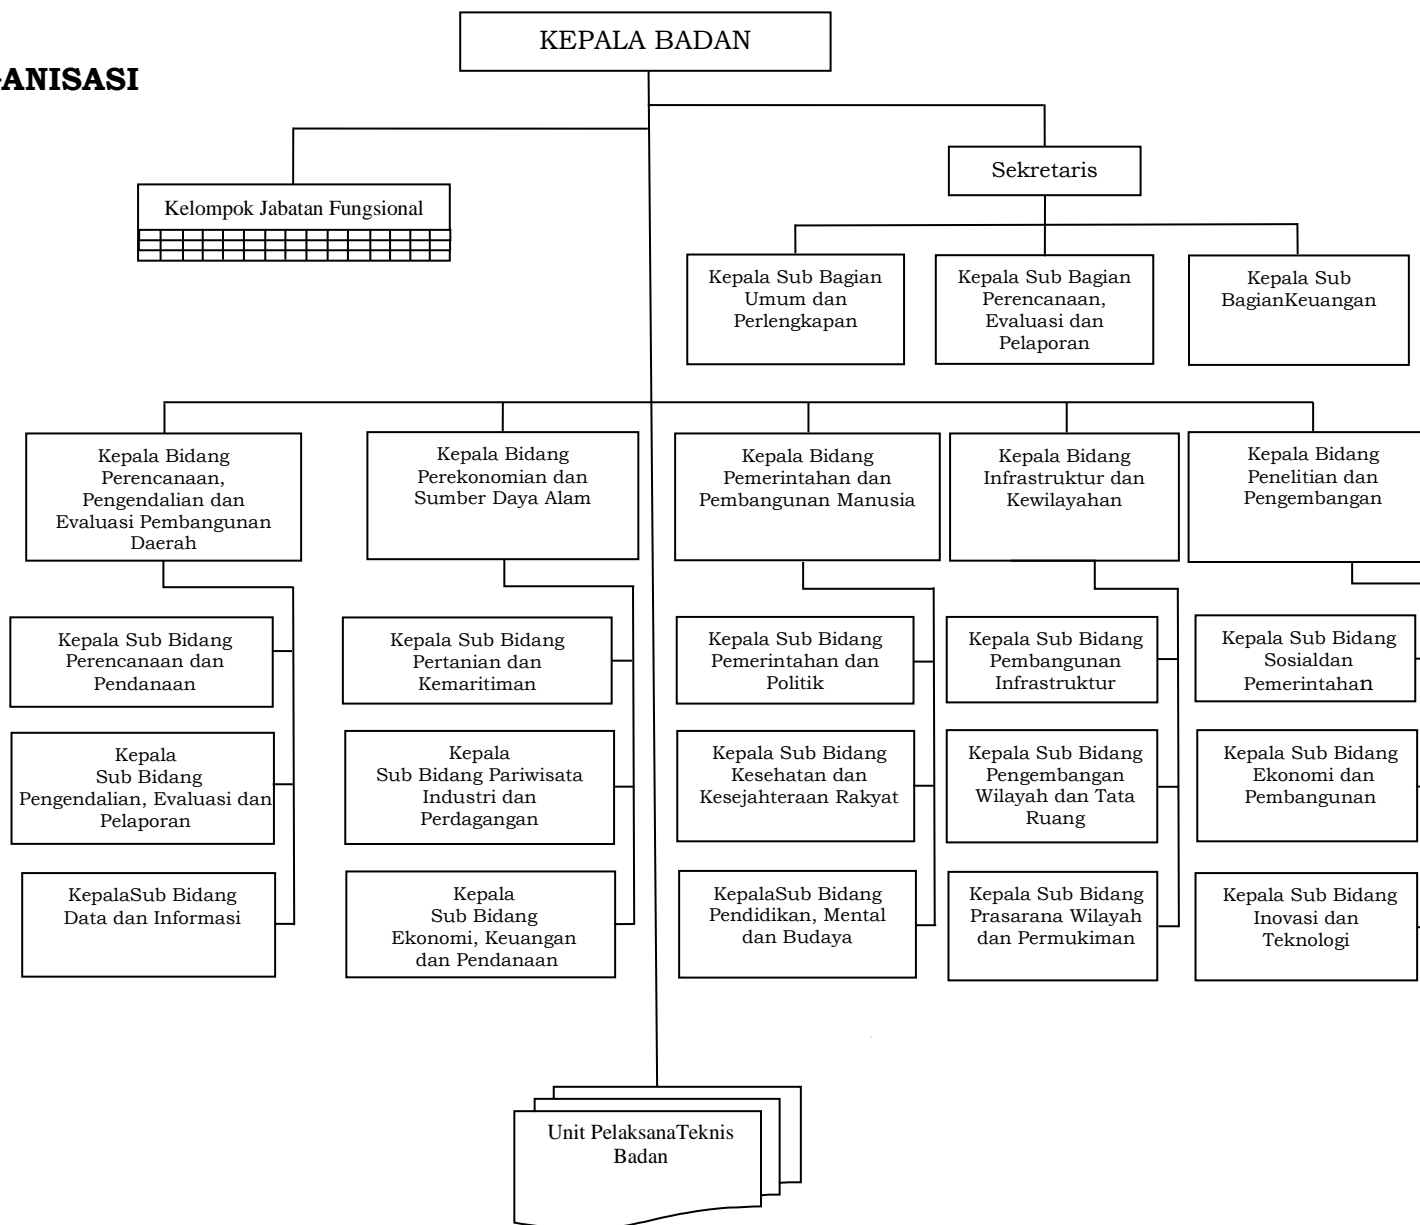 KEPALA BADAN
GANISASI
Sekretaris
Kelompok Jabatan Fungsional
Kepala Sub Bagian
Umum dan
Perlengkapan
Kepala Sub Bagian
Perencanaan,
Evaluasi dan
Pelaporan
Kepala Sub
BagianKeuangan
Kepala Bidang
Perencanaan,
Pengendalian dan
Evaluasi Pembangunan
Daerah
Kepala Bidang
Perekonomian dan
Sumber Daya Alam
Kepala Bidang
Pemerintahan dan
Pembangunan Manusia
Kepala Bidang
Infrastruktur dan
Kewilayahan
Kepala Bidang
Penelitian dan
Pengembangan
Kepala Sub Bidang
Perencanaan dan
Pendanaan
Kepala Sub Bidang
Pertanian dan
Kemaritiman
Kepala Sub Bidang
Pemerintahan dan
Politik
Kepala Sub Bidang
Pembangunan
Infrastruktur
Kepala Sub Bidang
Sosialdan
Pemerintahan
Kepala
Sub Bidang
Pengendalian, Evaluasi dan
Pelaporan
Kepala
Sub Bidang Pariwisata
Industri dan
Perdagangan
Kepala Sub Bidang
Kesehatan dan
Kesejahteraan Rakyat
Kepala Sub Bidang
Pengembangan
Wilayah dan Tata
Ruang
Kepala Sub Bidang
Ekonomi dan
Pembangunan
KepalaSub Bidang
Data dan Informasi
Kepala
Sub Bidang
Ekonomi, Keuangan
dan Pendanaan
KepalaSub Bidang
Pendidikan, Mental
dan Budaya
Kepala Sub Bidang
Prasarana Wilayah
dan Permukiman
Kepala Sub Bidang
Inovasi dan
Teknologi
Unit PelaksanaTeknis
Badan